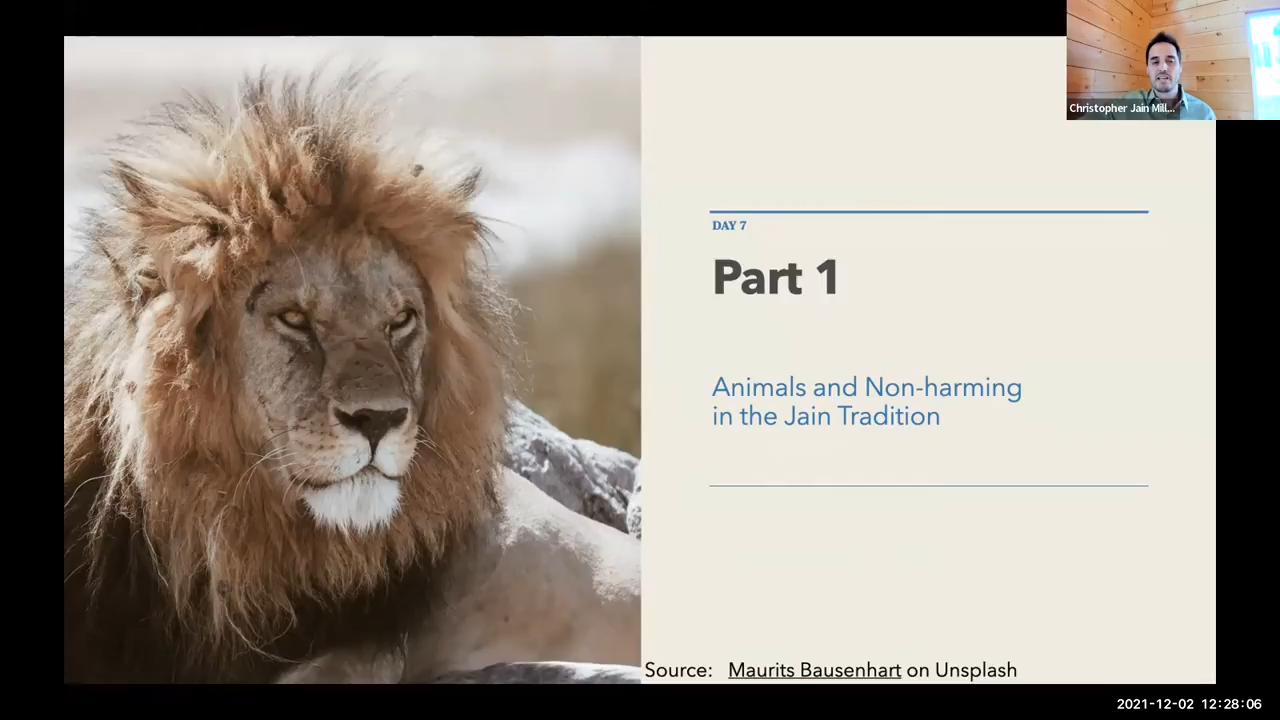 Christopher Jain Mill...
DAY 7
Part 1
Animals and Non-harming
in the Jain Tradition
Source: Maurits Bausenhart on Unsplash
2021-12-02 12:28:06